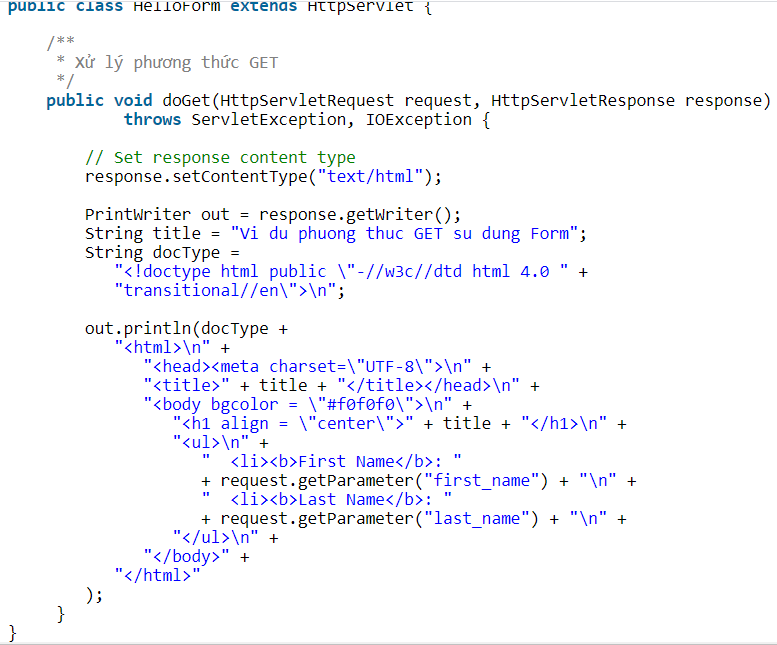 public class HelloForm extends HttpServlet {

    /**
     * Xử lý phương thức GET
     */
    public void doGet(HttpServletRequest request, HttpServletResponse response)
            throws ServletException, IOException {

        // Set response content type
        response.setContentType("text/html");

        PrintWriter out = response.getWriter();
        String title = "Vi du phuong thuc GET su dung Form";
        String docType =
           "<!doctype html public \"-//w3c//dtd html 4.0 " +
           "transitional//en\">\n";

        out.println(docType +
           "<html>\n" +
              "<head><meta charset=\"UTF-8\">\n" +
              "<title>" + title + "</title></head>\n" +
              "<body bgcolor = \"#f0f0f0\">\n" +
                 "<h1 align = \"center\">" + title + "</h1>\n" +
                 "<ul>\n" +
                    "  <li><b>First Name</b>: "
                    + request.getParameter("first_name") + "\n" +
                    "  <li><b>Last Name</b>: "
                    + request.getParameter("last_name") + "\n" +
                 "</ul>\n" +
              "</body>" +
           "</html>"
        );
     }
}